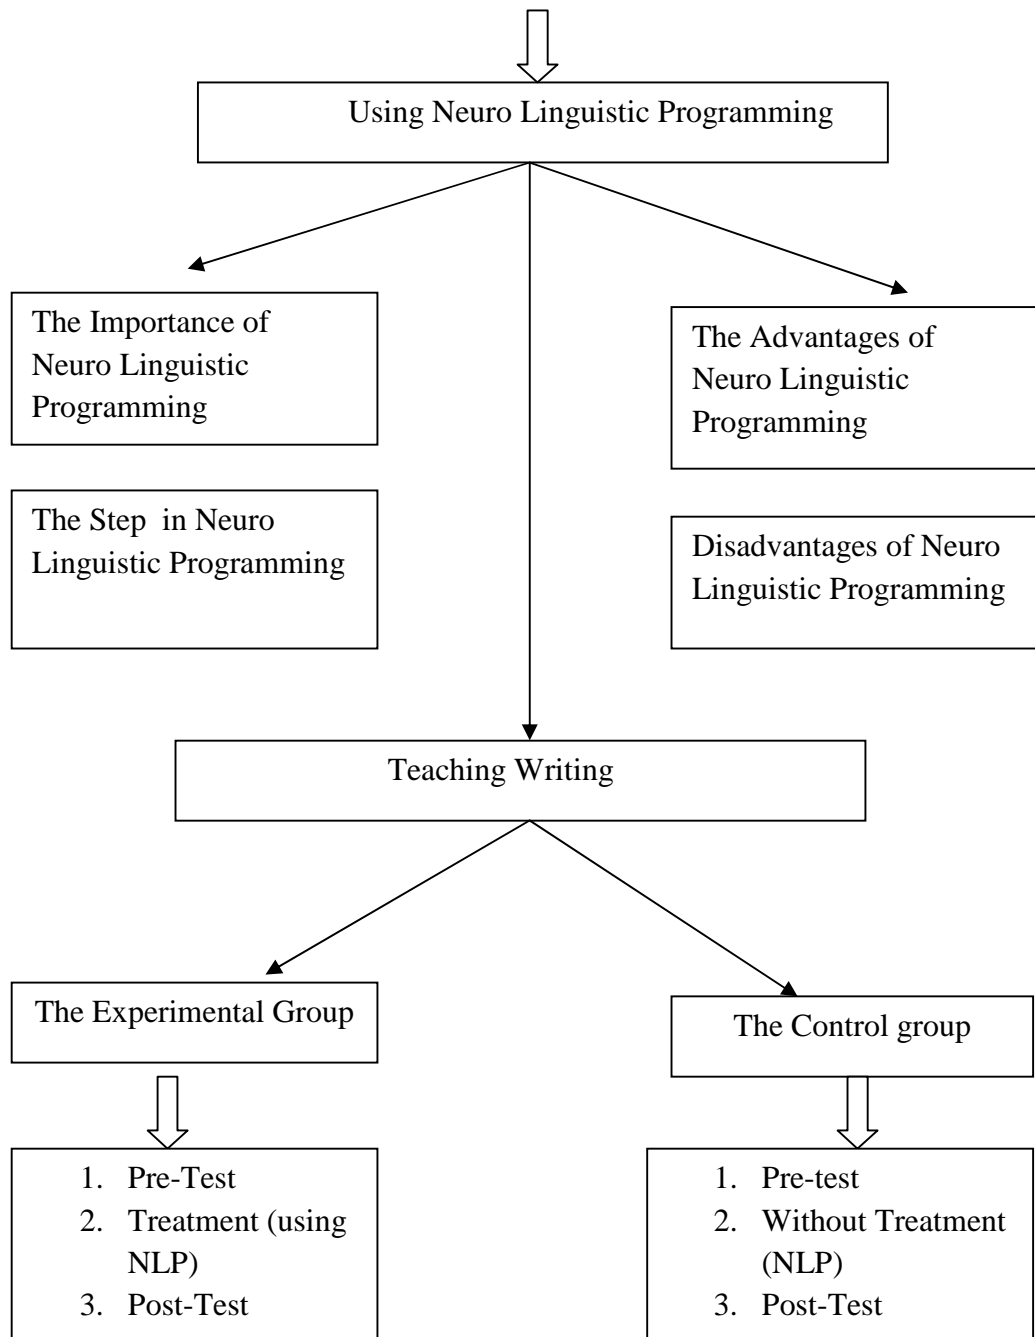 Using Neuro Linguistic Programming
The Importance of
Neuro Linguistic
Programming
The Advantages of
Neuro Linguistic
Programming
The Step  in Neuro
Linguistic Programming
Disadvantages of Neuro
Linguistic Programming
Teaching Writing
The Experimental Group
The Control group
1. Pre-Test
2. Treatment (using
NLP)
3. Post-Test
1. Pre-test
2. Without Treatment
(NLP)
3. Post-Test